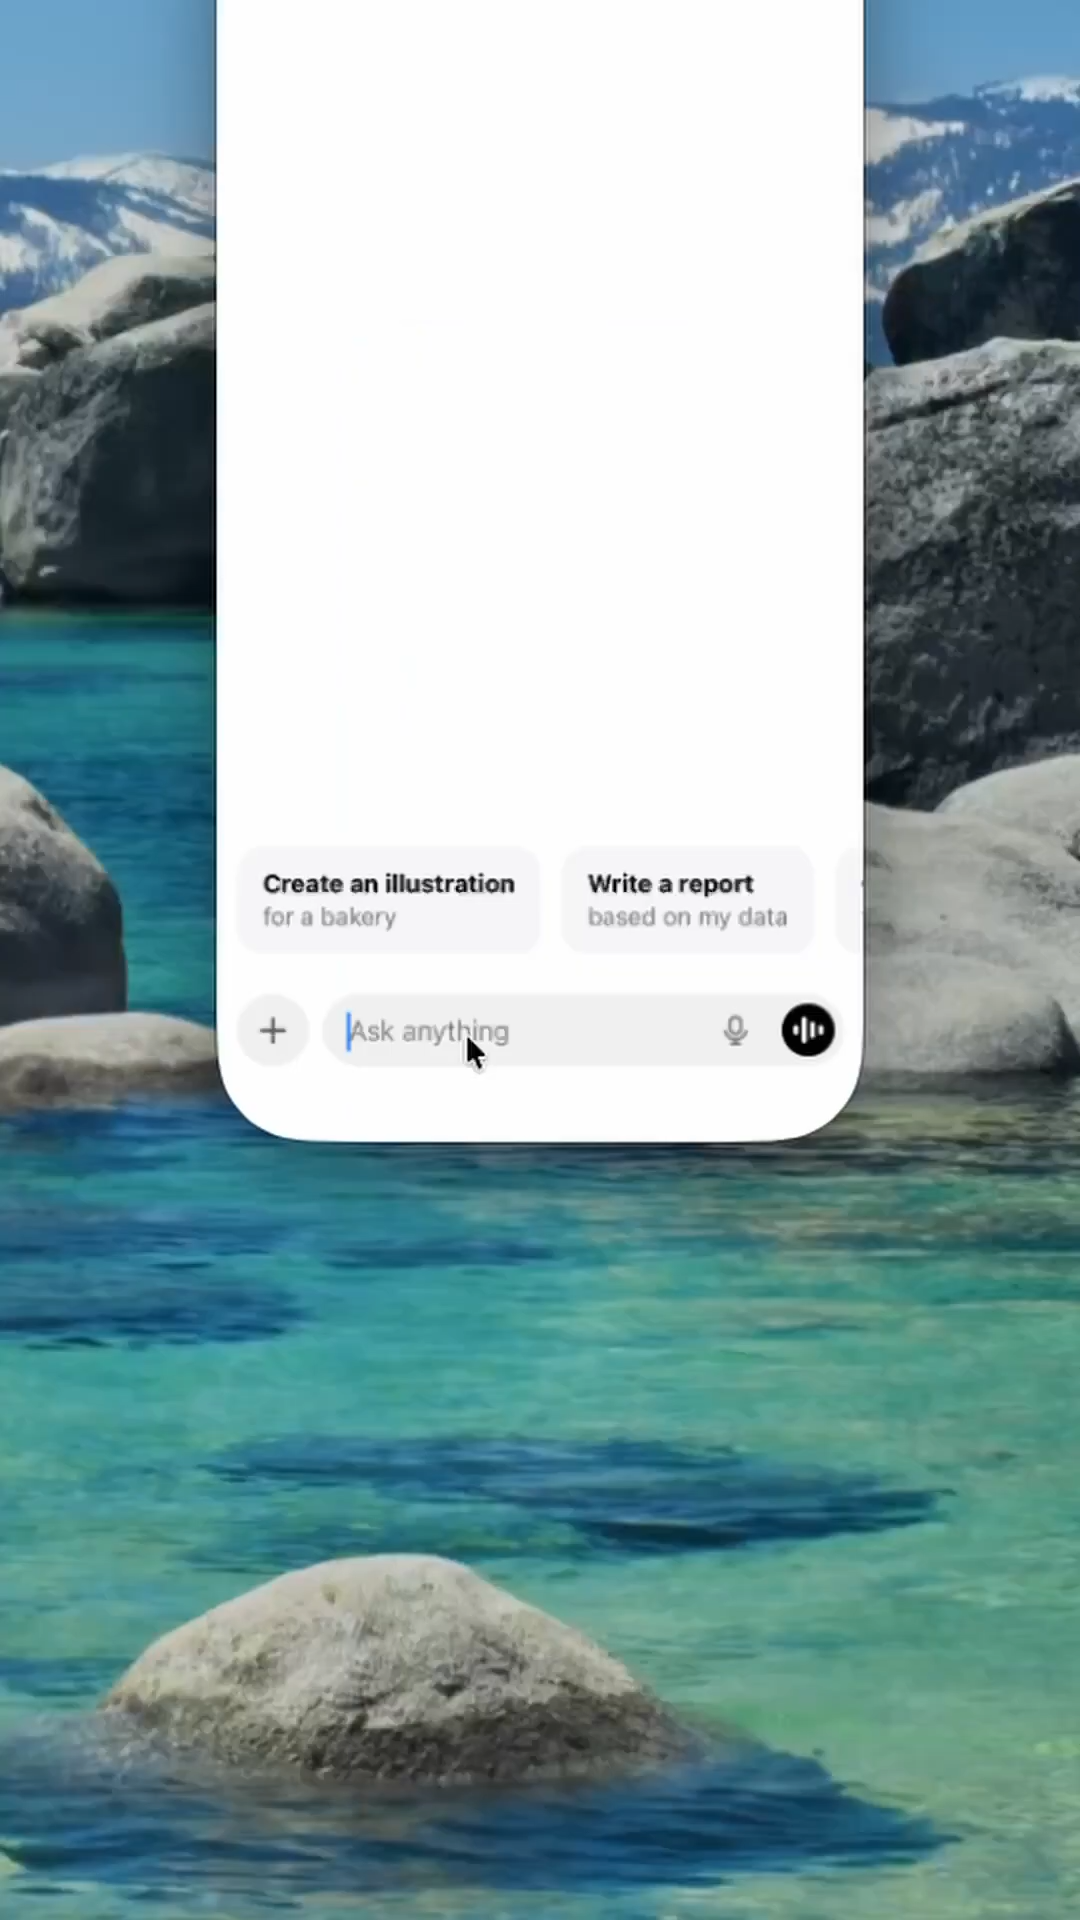 Create an illustration
for a bakery
Write a report
based on my data
Ask anything